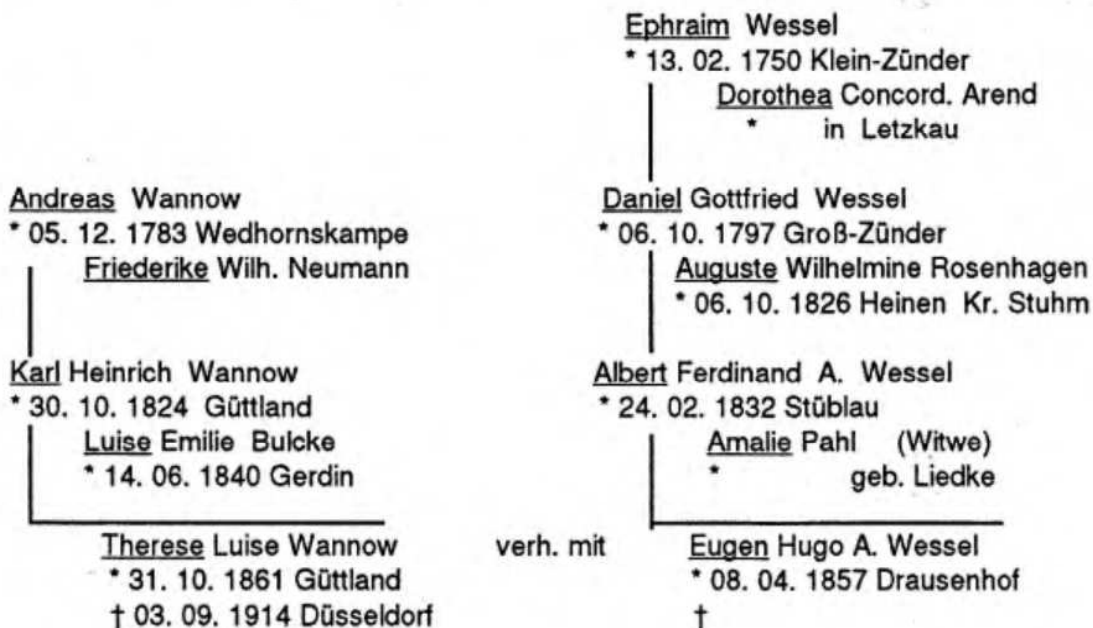 Ephraim Wessel
* 13. 02. 1750 Klein-Zünder
Dorothea Concord. Arend
* in Letzkau
Andreas Wannow
* 05. 12. 1783 Wedhornskampe
Friederike Wilh. Neumann
Daniel Gottfried Wessel
* 06. 10. 1797 Groß-Zünder
Auguste Wilhelmine Rosenhagen
* 06. 10. 1826 Heinen Kr. Stuhm
Karl Heinrich Wannow
* 30. 10. 1824 Güttland
Luise Emilie Bulcke
* 14. 06. 1840 Gerdin
Albert Ferdinand A. Wessel
* 24. 02. 1832 Stüblau
Amalie Pahl (Witwe)
* geb. Liedke
Therese Luise Wannow verh. mit Eugen Hugo A. Wessel
* 31. 10. 1861 Güttland * 08. 04. 1857 Drausenhof
† 03. 09. 1914 Düsseldorf †